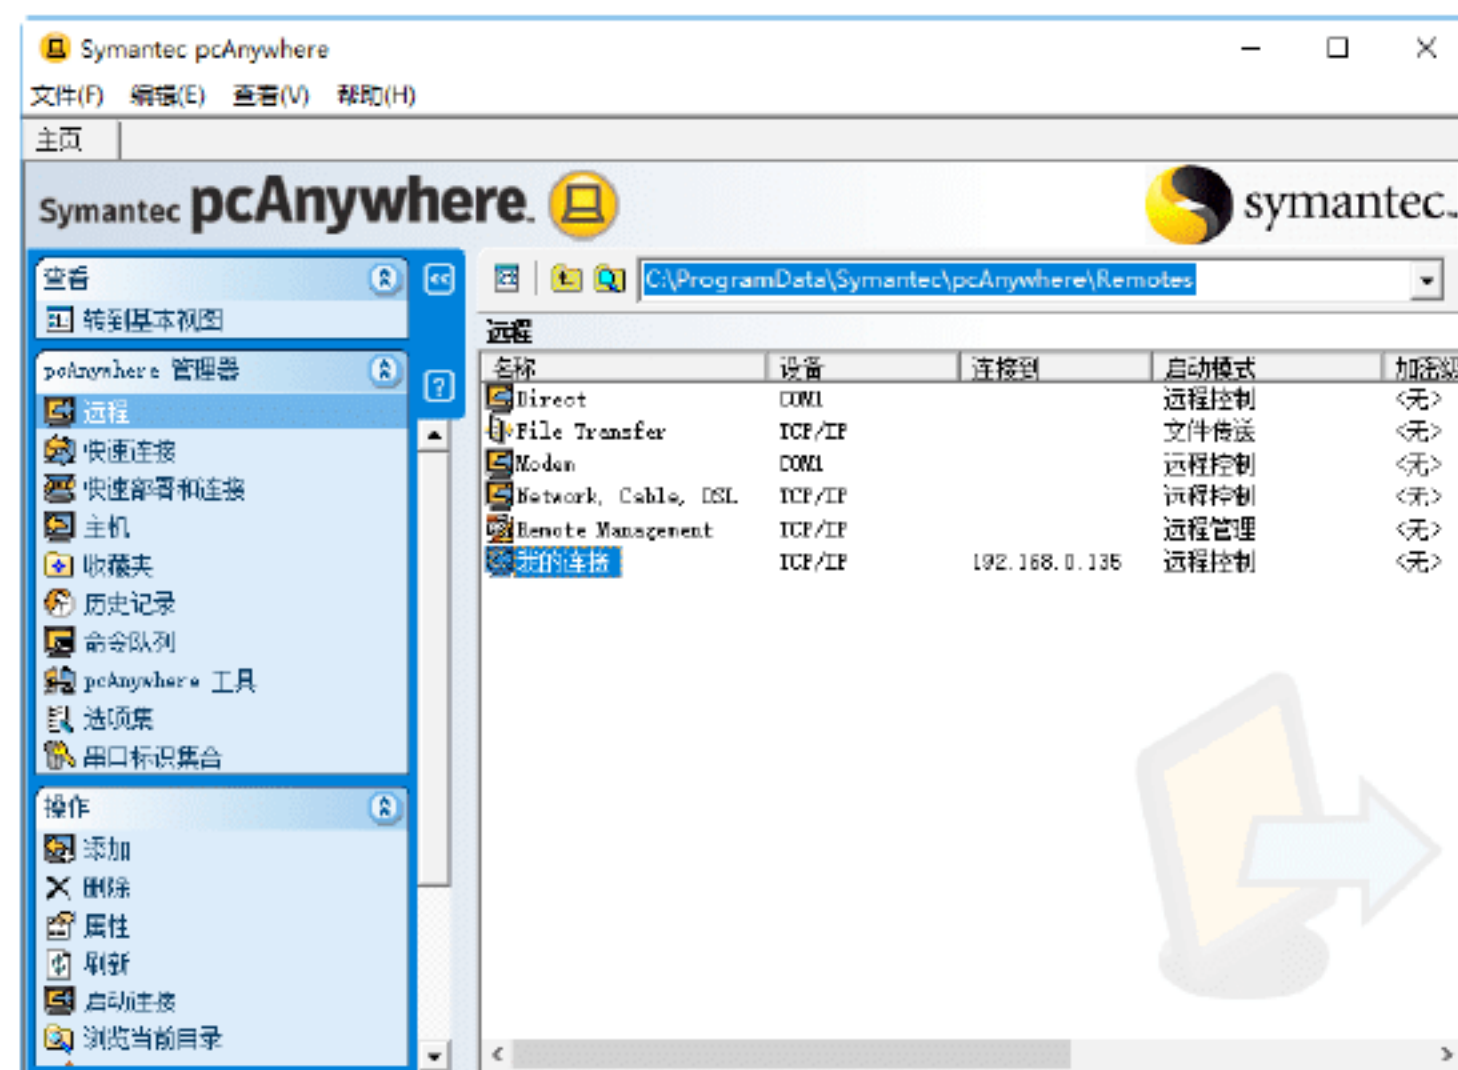 Symantec pcAnywhere
文件(F) 编辑(E) 查看(V) 帮助(H)
主页
Symantec pcAnywhere
symantec.
查看
转到基本视图
pcAnywhere 管理器
远程
快速连接
快速部署和连接
主机
收藏夹
历史记录
命令队列
pcAnywhere 工具
选项集
串口标识集合
操作
添加
删除
属性
刷新
启动连接
浏览当前目录
C:\ProgramData\Symantec\pcAnywhere\Remotes
远程
名称 设备 连接到 启动模式 加密级
Direct COM1 远程控制 <无>
File Transfer TCP/IP 文件传送 <无>
Modem COM1 远程控制 <无>
Network, Cable, DSL TCP/IP 远程控制 <无>
Remote Management TCP/IP 远程管理 <无>
我的连接 TCP/IP 192.168.0.135 远程控制 <无>